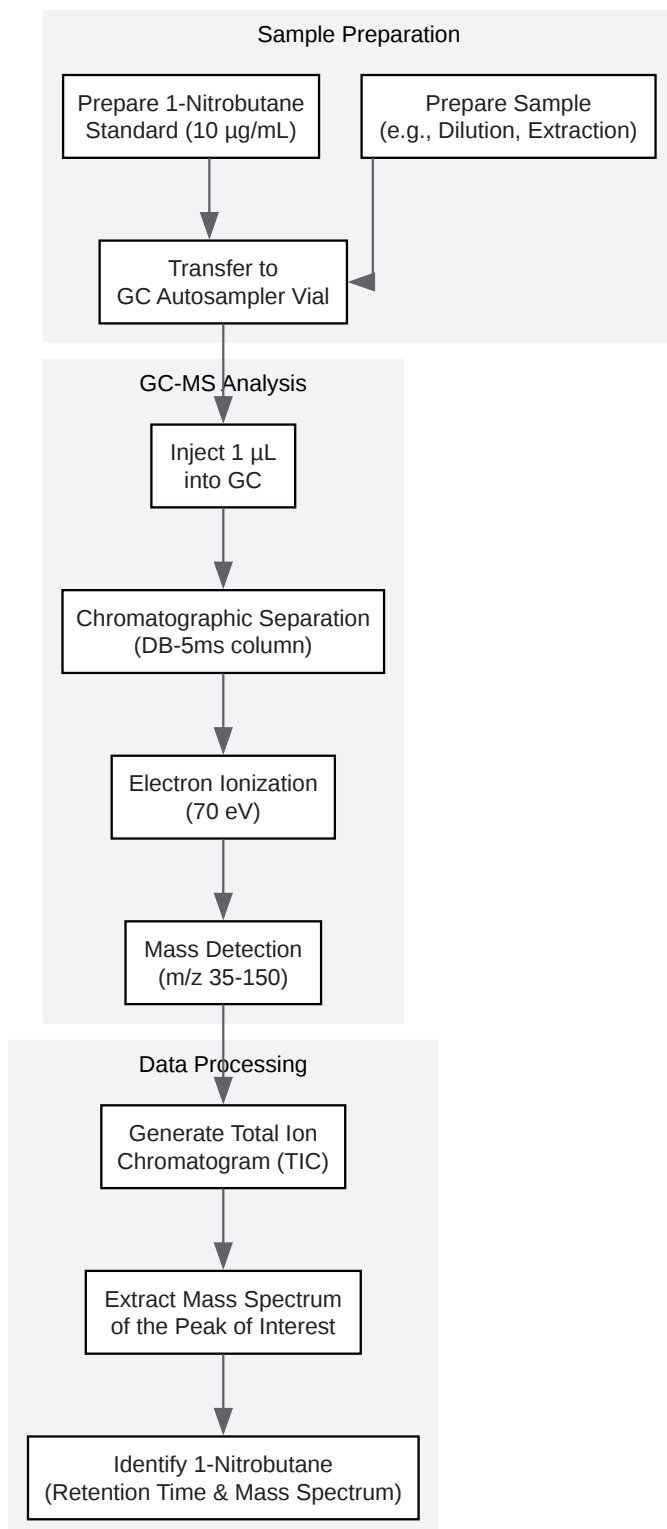 Sample Preparation
Prepare 1-Nitrobutane
Standard (10 µg/mL)
Prepare Sample
(e.g., Dilution, Extraction)
Transfer to
GC Autosampler Vial
GC-MS Analysis
Inject 1 µL
into GC
Chromatographic Separation
(DB-5ms column)
Electron Ionization
(70 eV)
Mass Detection
(m/z 35-150)
Data Processing
Generate Total Ion
Chromatogram (TIC)
Extract Mass Spectrum
of the Peak of Interest
Identify 1-Nitrobutane
(Retention Time & Mass Spectrum)